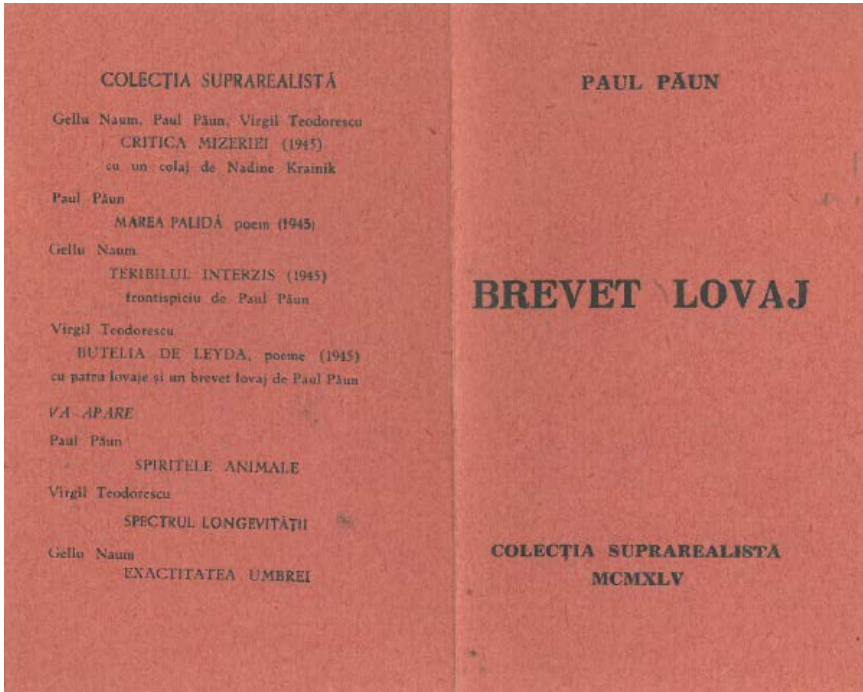 COLECȚIA SUPRAREALISTĂ
Gellu Naum, Paul Păun, Virgil Teodorescu
CRITICA MIZERIEI (1945)
cu un colaj de Nadine Krainik
Paul Păun
MAREA PALIDĂ poem (1945)
Gellu Naum
TERIBILUL INTERZIS (1945)
frontispiciu de Paul Păun
Virgil Teodorescu
BUTELIA DE LEYDA, poeme (1945)
cu patru lovaje și un brevet lovaj de Paul Păun
VA APARE
Paul Păun
SPIRITELE ANIMALE
Virgil Teodorescu
SPECTRUL LONGEVITĂȚII
Gellu Naum
EXACTITATEA UMBREI
PAUL PĂUN
BREVET LOVAJ
COLECȚIA SUPRAREALISTĂ
MCMXLV